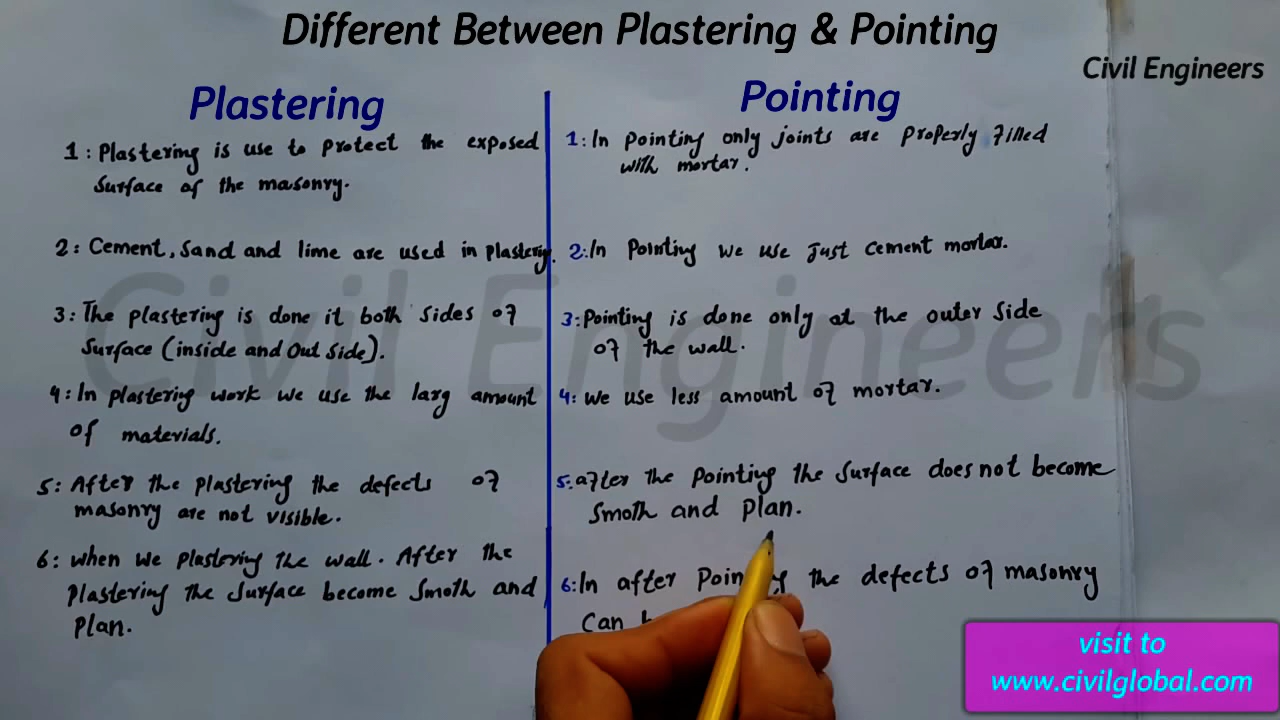 Different Between Plastering & Pointing
Civil Engineers
Plastering
1: Plastering is use to protect the exposed
surface of the masonry.
2: Cement, sand and lime are used in plastering.
3: The plastering is done it both sides of
surface (inside and out side).
4: In plastering work we use the larg amount
of materials.
5: After the plastering the defects of
masonry are not visible.
6: when we plastering the wall. After the
plastering the surface become smoth and
plan.
Pointing
1: In pointing only joints are properly filled
with mortar.
2: In pointing we use just cement mortar.
3: Pointing is done only at the outer side
of the wall.
4: we use less amount of mortar.
5: after the pointing the surface does not become
smoth and plan.
6: In after the defects of masonry
Can
Civil Engineers
visit to
www.civilglobal.com